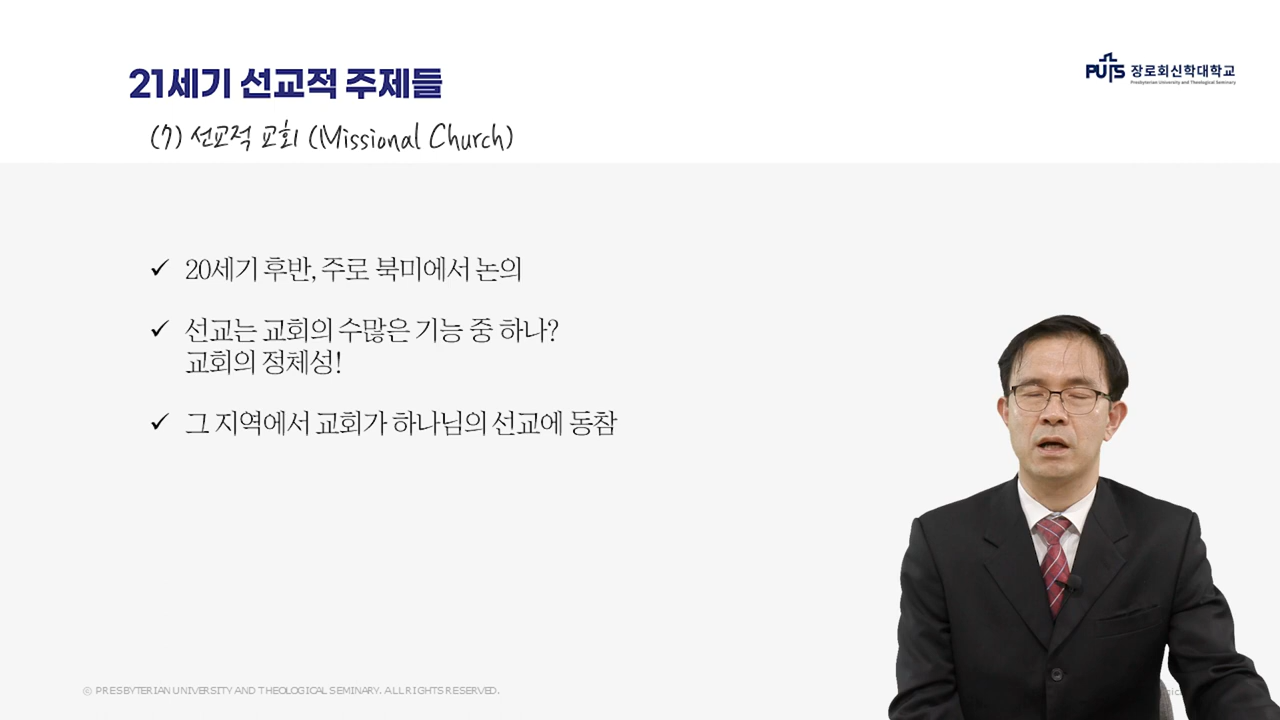 21세기 선교적 주제들
PUTS 장로회신학대학교
Presbyterian University and Theological Seminary
(7) 선교적 교회 (Missional Church)
✓ 20세기 후반, 주로 북미에서 논의
✓ 선교는 교회의 수많은 기능 중 하나?
교회의 정체성!
✓ 그 지역에서 교회가 하나님의 선교에 동참
© PRESBYTERIAN UNIVERSITY AND THEOLOGICAL SEMINARY. ALL RIGHTS RESERVED.